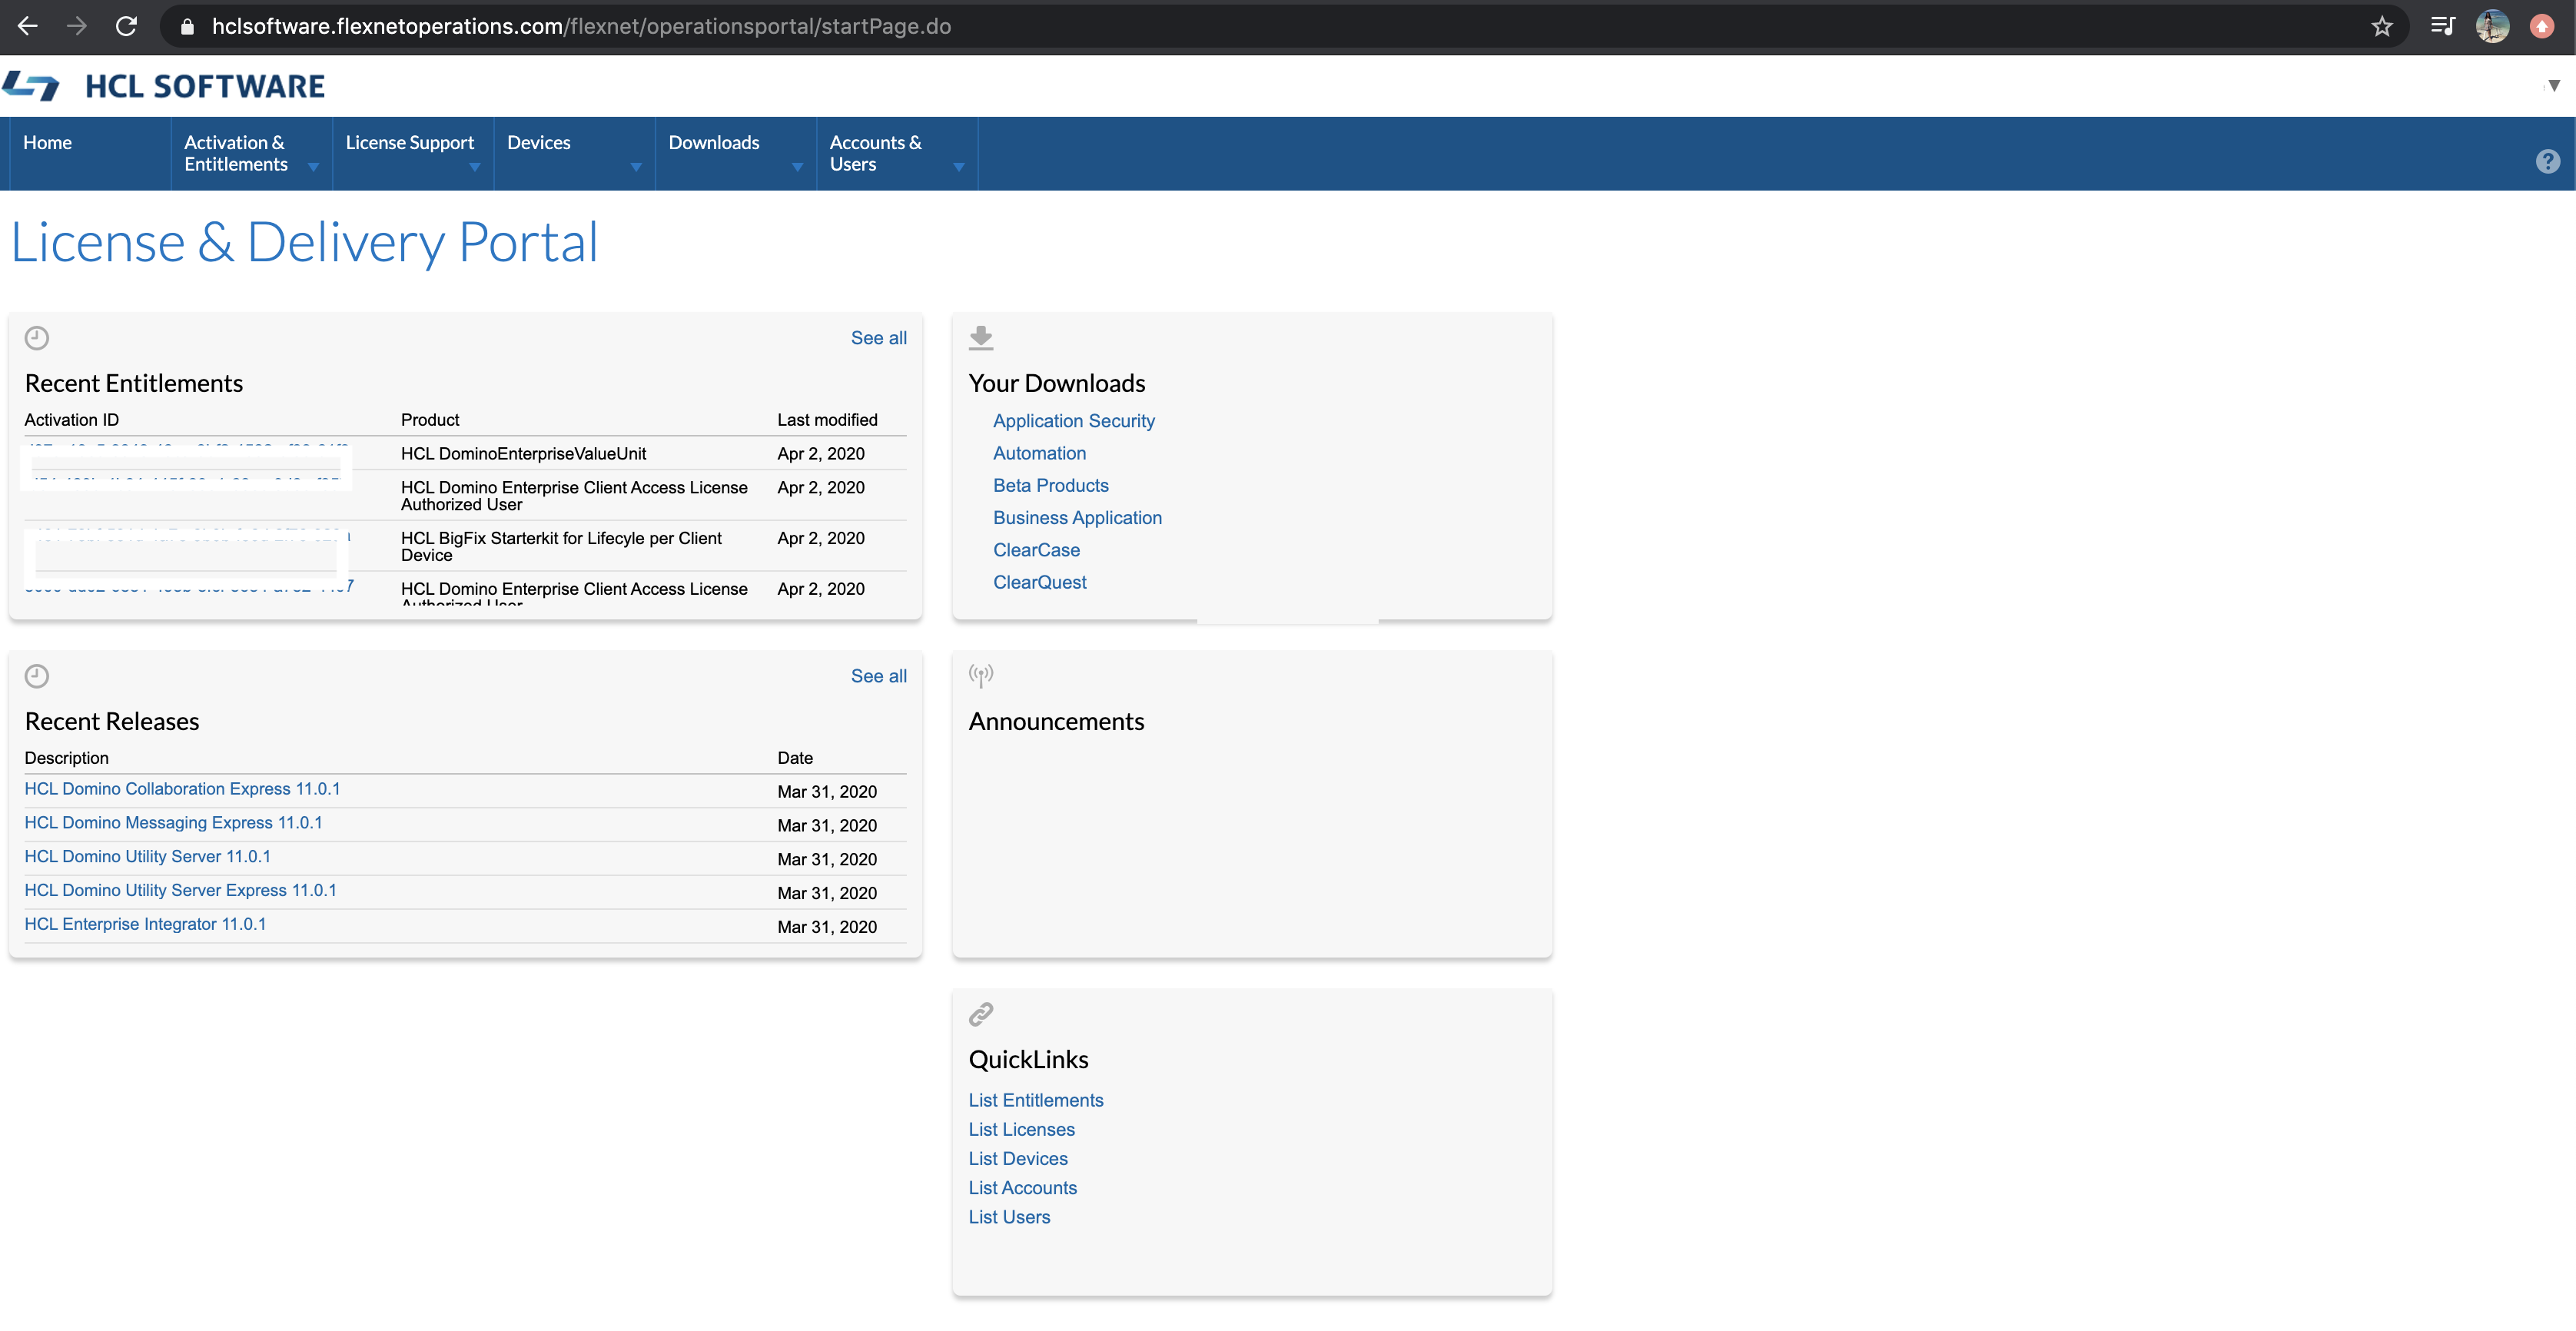 hclsoftware.flexnetoperations.com/flexnet/operationsportal/startPage.do
HCL SOFTWARE
Home
Activation &
Entitlements
License Support
Devices
Downloads
Accounts &
Users
?
License & Delivery Portal
See all
Recent Entitlements
Activation ID Product Last modified
HCL DominoEnterpriseValueUnit Apr 2, 2020
HCL Domino Enterprise Client Access License Apr 2, 2020
Authorized User
HCL BigFix Starterkit for Lifecyle per Client Apr 2, 2020
Device
HCL Domino Enterprise Client Access License Apr 2, 2020
Authorized User
Your Downloads
Application Security
Automation
Beta Products
Business Application
ClearCase
ClearQuest
See all
Recent Releases
Description Date
HCL Domino Collaboration Express 11.0.1 Mar 31, 2020
HCL Domino Messaging Express 11.0.1 Mar 31, 2020
HCL Domino Utility Server 11.0.1 Mar 31, 2020
HCL Domino Utility Server Express 11.0.1 Mar 31, 2020
HCL Enterprise Integrator 11.0.1 Mar 31, 2020
Announcements
QuickLinks
List Entitlements
List Licenses
List Devices
List Accounts
List Users